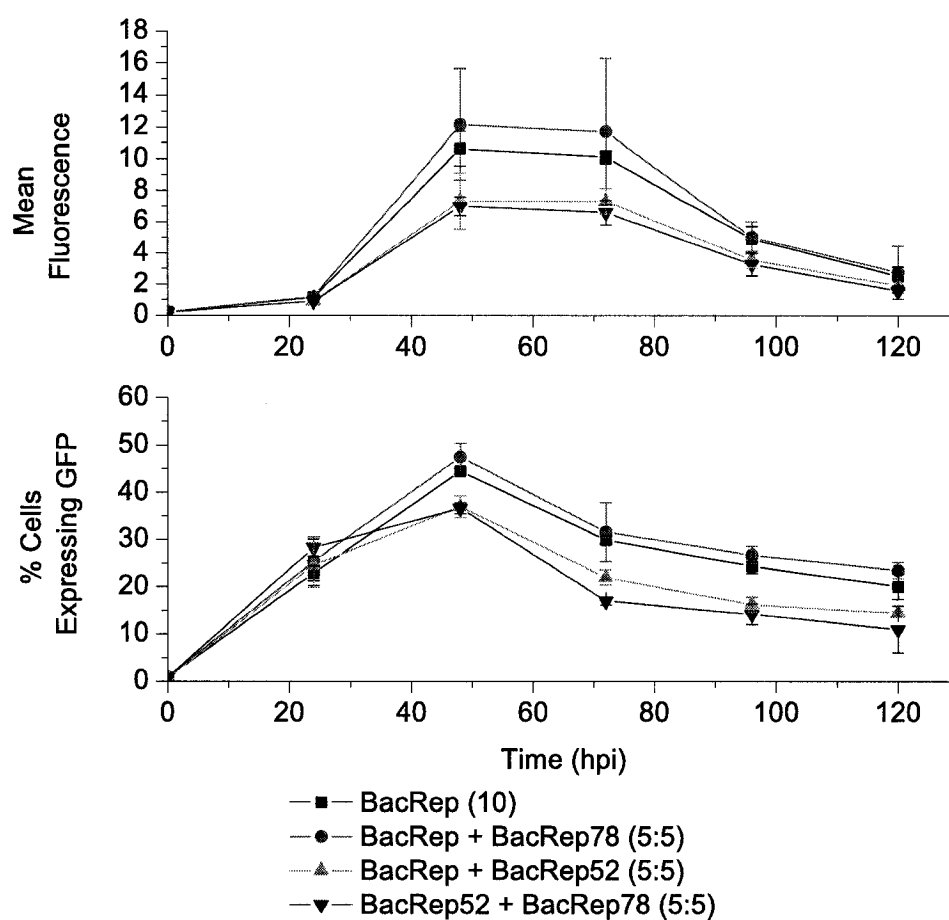 18
16
14
12
10
8
6
4
2
0
Mean
Fluorescence
0 20 40 60 80 100 120
60
50
40
30
20
10
0
% Cells
Expressing GFP
0 20 40 60 80 100 120
Time (hpi)
BacRep (10)
BacRep + BacRep78 (5:5)
BacRep + BacRep52 (5:5)
BacRep52 + BacRep78 (5:5)